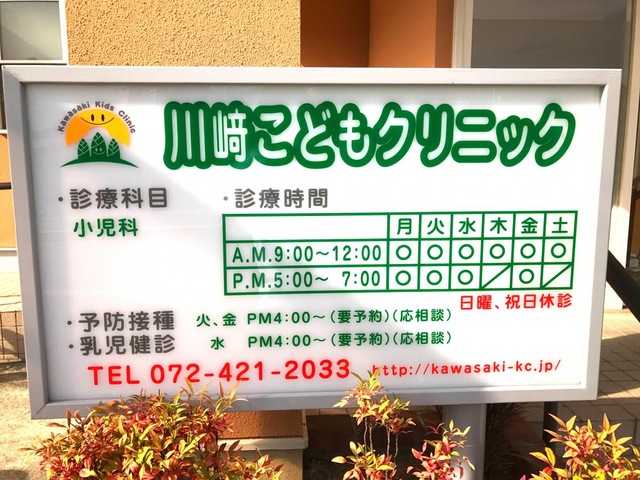 Kawasaki Kids Clinic
川﨑こどもクリニック
・診療科目
小児科
・診療時間
月 火 水 木 金 土
A.M.9:00～12:00 ○ ○ ○ ○ ○ ○
P.M.5:00～ 7:00 ○ ○ ○ ／ ○ ／
日曜、祝日休診
・予防接種 火、金 PM4:00～(要予約)(応相談)
・乳児健診 水 PM4:00～(要予約)(応相談)
TEL 072-421-2033 http://kawasaki-kc.jp/